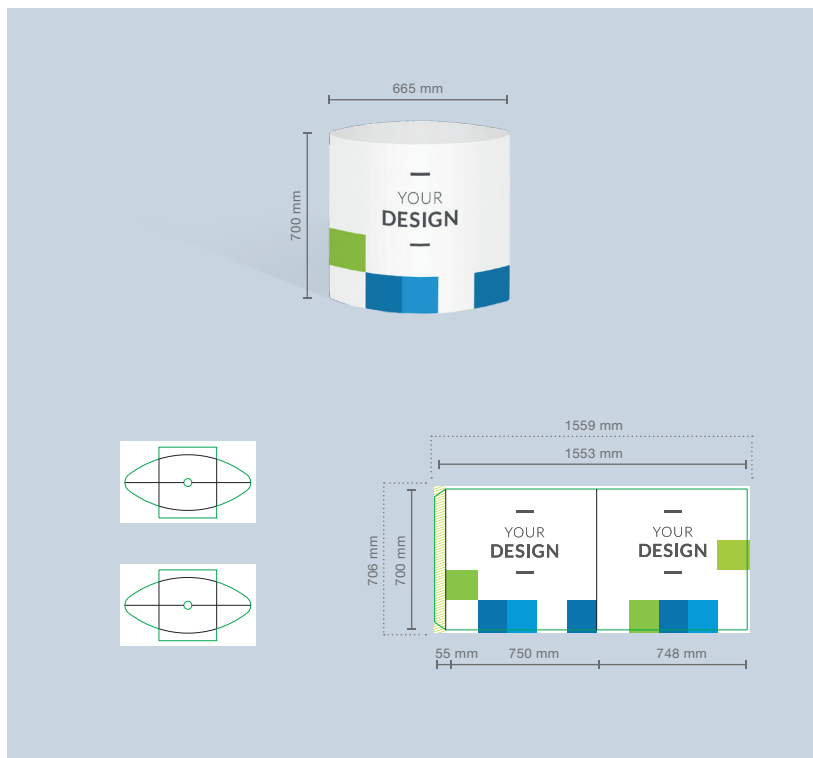 665 mm
700 mm
YOUR
DESIGN
1559 mm
1553 mm
706 mm
700 mm
YOUR
DESIGN
YOUR
DESIGN
55 mm
750 mm
748 mm